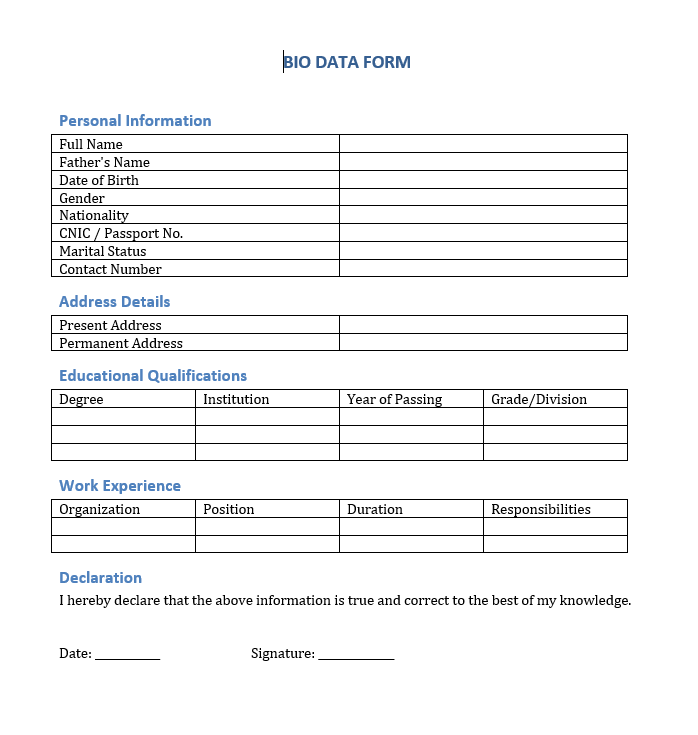 BIO DATA FORM
Personal Information
Full Name
Father's Name
Date of Birth
Gender
Nationality
CNIC / Passport No.
Marital Status
Contact Number
Address Details
Present Address
Permanent Address
Educational Qualifications
Degree Institution Year of Passing Grade/Division
Work Experience
Organization Position Duration Responsibilities
Declaration
I hereby declare that the above information is true and correct to the best of my knowledge.
Date: __________ Signature: ____________